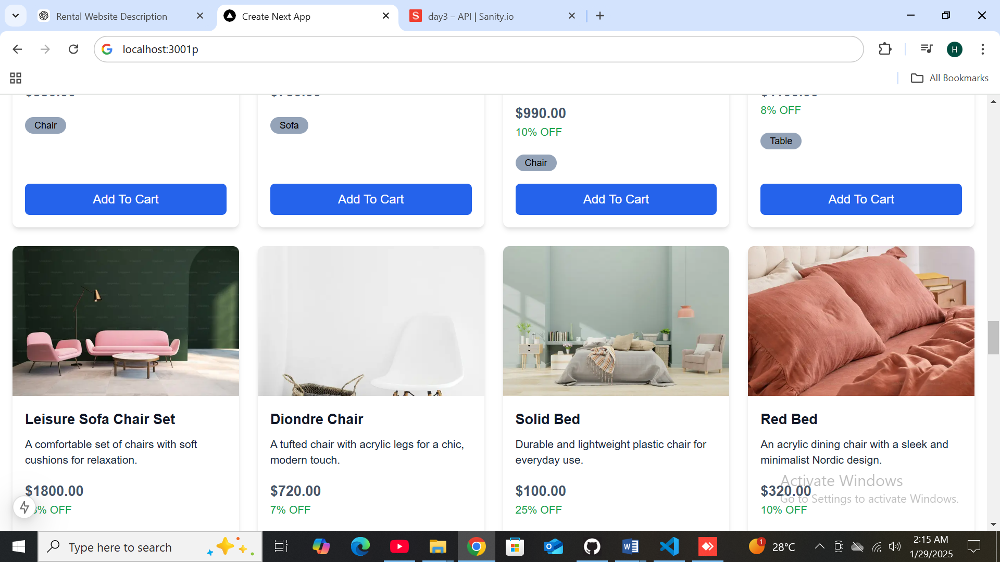 Rental Website Description
Create Next App
day3 – API | Sanity.io
localhost:3001p
H
All Bookmarks
Chair
Sofa
$990.00
10% OFF
Chair
8% OFF
Table
Add To Cart
Add To Cart
Add To Cart
Add To Cart
Leisure Sofa Chair Set
A comfortable set of chairs with soft
cushions for relaxation.
$1800.00
% OFF
Diondre Chair
A tufted chair with acrylic legs for a chic,
modern touch.
$720.00
7% OFF
Solid Bed
Durable and lightweight plastic chair for
everyday use.
$100.00
25% OFF
Red Bed
An acrylic dining chair with a sleek and
minimalist Nordic design.
$320.00
10% OFF
Activate Windows
Go to Settings to activate Windows.
Type here to search
1
28°C
2:15 AM
1/29/2025